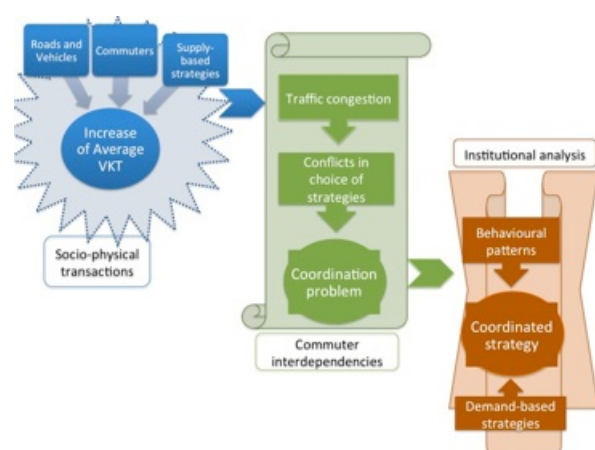 Roads and
Vehicles
Commuters
Supply-
based
strategies
Increase
of Average
VKT
Socio-physical
transactions
Traffic congestion
Conflicts in
choice of
strategies
Coordination
problem
Commuter
interdependencies
Institutional analysis
Behavioural
patterns
Coordinated
strategy
Demand-based
strategies